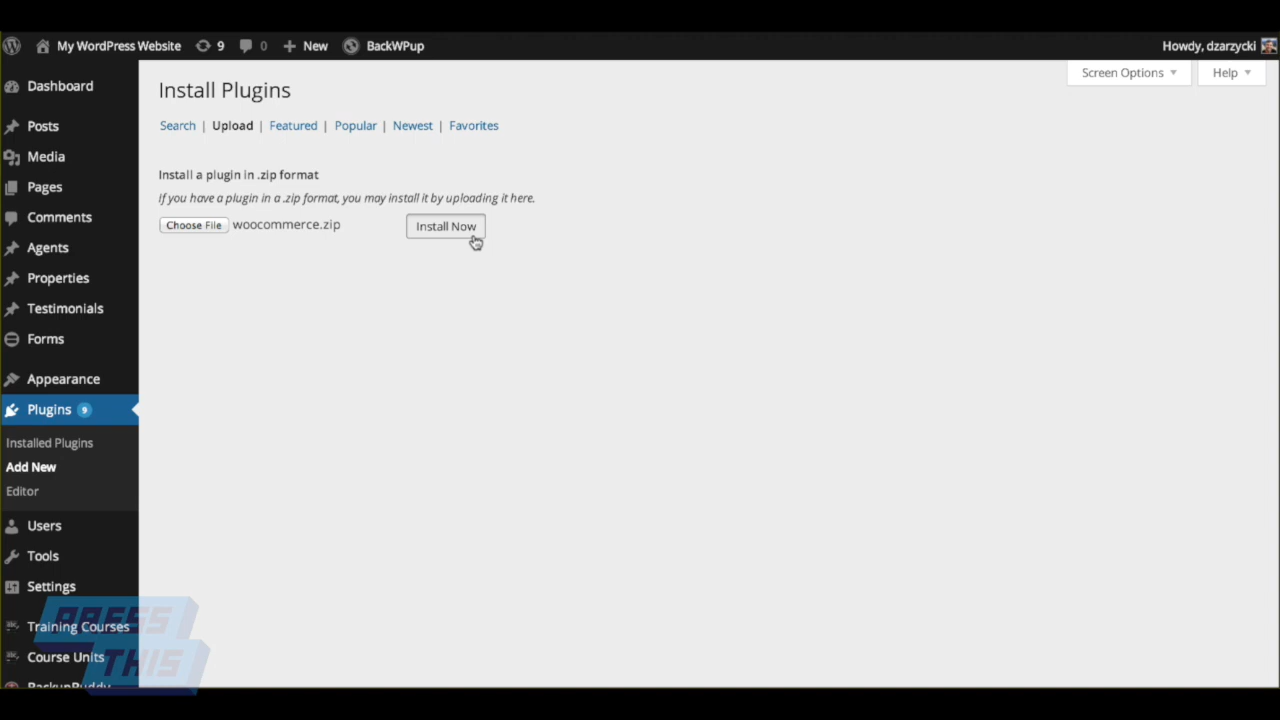 My WordPress Website 9 0 New BackWPup Howdy, dzarzycki
Screen Options Help
Install Plugins
Search | Upload | Featured | Popular | Newest | Favorites
Install a plugin in .zip format
If you have a plugin in a .zip format, you may install it by uploading it here.
Choose File woocommerce.zip Install Now
Dashboard
Posts
Media
Pages
Comments
Agents
Properties
Testimonials
Forms
Appearance
Plugins 9
Installed Plugins
Add New
Editor
Users
Tools
Settings
Training Courses
Course Units
BackupBuddy
PRESS
THIS